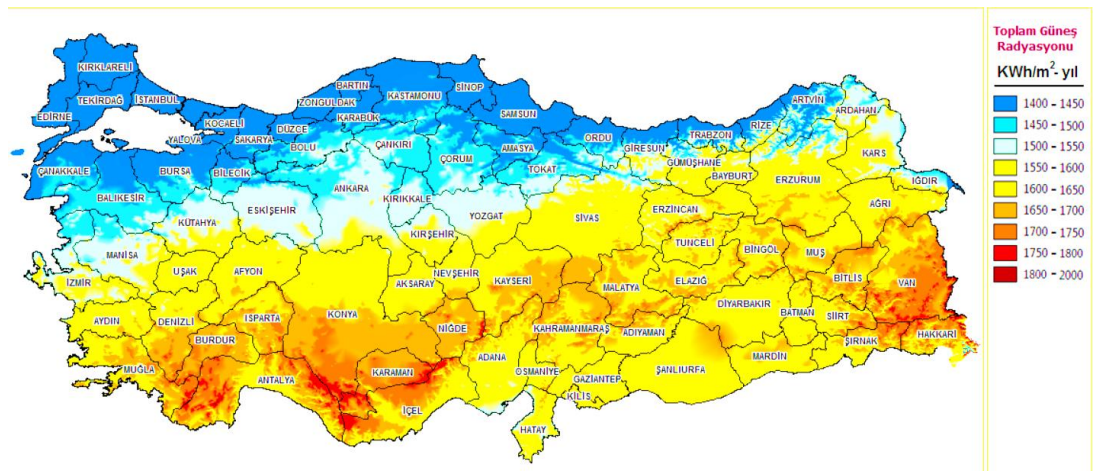 Toplam Güneş
Radyasyonu
KWh/m²- yıl
1400 - 1450
1450 - 1500
1500 - 1550
1550 - 1600
1600 - 1650
1650 - 1700
1700 - 1750
1750 - 1800
1800 - 2000
KIRKLARELİ
TEKİRDAĞ
İSTANBUL
EDİRNE
KOCAELİ
YALOVA
SAKARYA
DÜZCE
BOLU
ZONGULDAK
BARTIN
KARABÜK
KASTAMONU
SİNOP
SAMSUN
ORDU
GİRESUN
TRABZON
RİZE
ARTVİN
ARDAHAN
ÇANAKKALE
BURSA
BİLECİK
ÇANKIRI
ÇORUM
AMASYA
TOKAT
GÜMÜŞHANE
BAYBURT
ERZURUM
KARS
IĞDIR
BALIKESİR
KÜTAHYA
ESKİŞEHİR
ANKARA
KIRIKKALE
YOZGAT
SİVAS
ERZİNCAN
AĞRI
KIRŞEHİR
TUNCELİ
BİNGÖL
MUŞ
MANİSA
İZMİR
UŞAK
AFYON
AKSARAY
NEVŞEHİR
KAYSERİ
MALATYA
ELAZIĞ
BİTLİS
VAN
AYDIN
DENİZLİ
ISPARTA
BURDUR
KONYA
NİĞDE
KAHRAMANMARAŞ
ADIYAMAN
DİYARBAKIR
BATMAN
SİİRT
ŞIRNAK
HAKKARİ
MUĞLA
ANTALYA
KARAMAN
İÇEL
ADANA
OSMANİYE
GAZİANTEP
KİLİS
ŞANLIURFA
MARDİN
HATAY